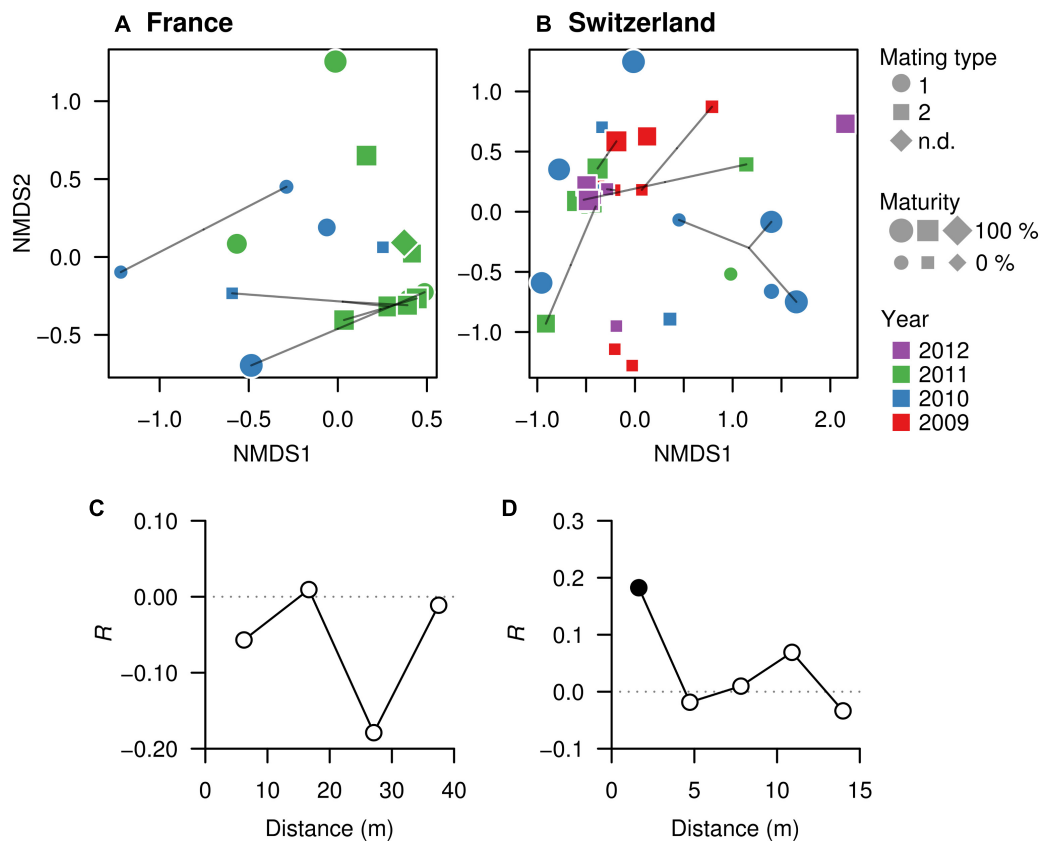 A France
B Switzerland
NMDS2
1.0
0.5
0.0
−0.5
−1.0 −0.5 0.0 0.5
NMDS1
1.0
0.5
0.0
−0.5
−1.0
−1.0 0.0 1.0 2.0
NMDS1
Mating type
1
2
n.d.
Maturity
100 %
0 %
Year
2012
2011
2010
2009
C
R
0.10
0.00
−0.10
−0.20
0 10 20 30 40
Distance (m)
D
R
0.3
0.2
0.1
0.0
−0.1
0 5 10 15
Distance (m)